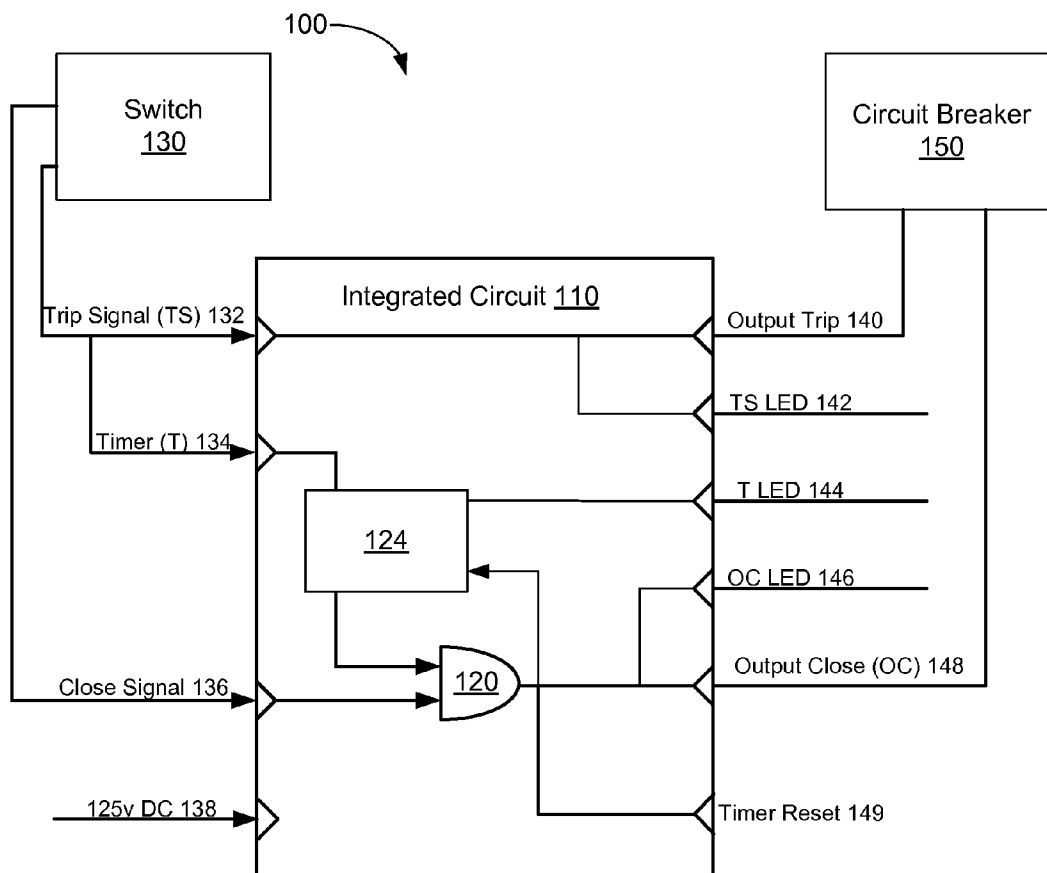 100
Switch
130
Circuit Breaker
150
Integrated Circuit 110
Trip Signal (TS) 132
Output Trip 140
TS LED 142
Timer (T) 134
T LED 144
124
OC LED 146
120
Close Signal 136
Output Close (OC) 148
125v DC 138
Timer Reset 149